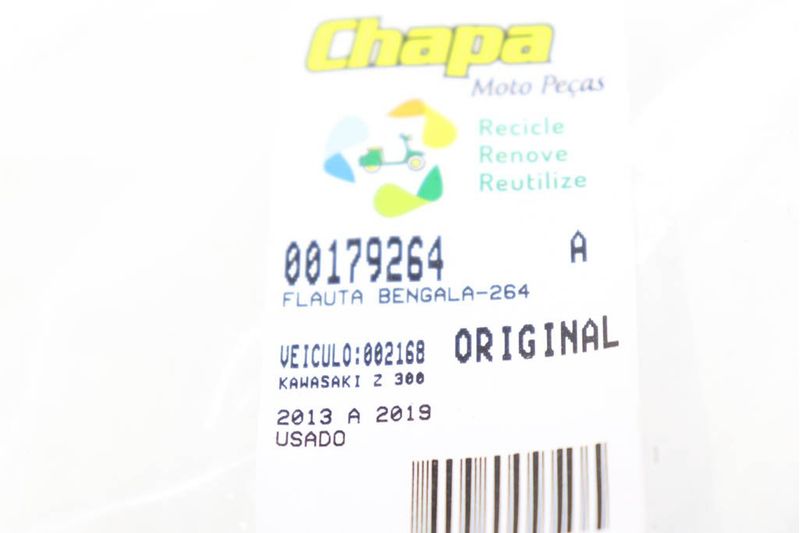 Chapa
Moto Peças
Recicle
Renove
Reutilize
00179264 A
FLAUTA BENGALA-264
VEICULO:002168 ORIGINAL
KAWASAKI Z 300
2013 A 2019
USADO